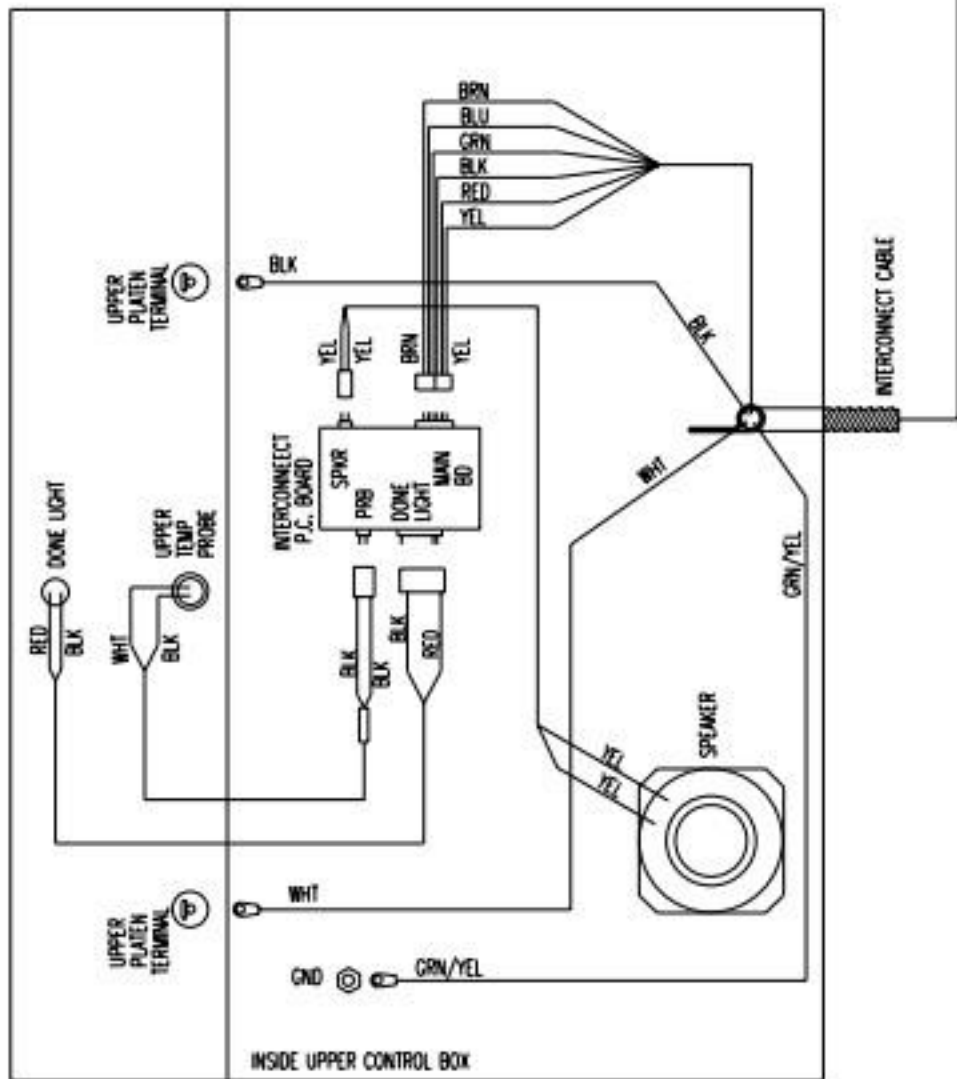 BRN
BLU
GRN
BLK
RED
YEL
UPPER
PLATEN
TERMINAL
BLK
BLK
INTERCONNECT CABLE
YEL
YEL
BRN
YEL
INTERCONNEECT
P.C. BOARD
SPKR
PRB
DONE
LIGHT
MAIN
BD
WHT
GRN/YEL
DONE LIGHT
UPPER
TEMP
PROBE
RED
BLK
WHT
BLK
BLK
BLK
BLK
RED
SPEAKER
YEL
YEL
UPPER
PLATEN
TERMINAL
WHT
GND
GRN/YEL
INSIDE UPPER CONTROL BOX